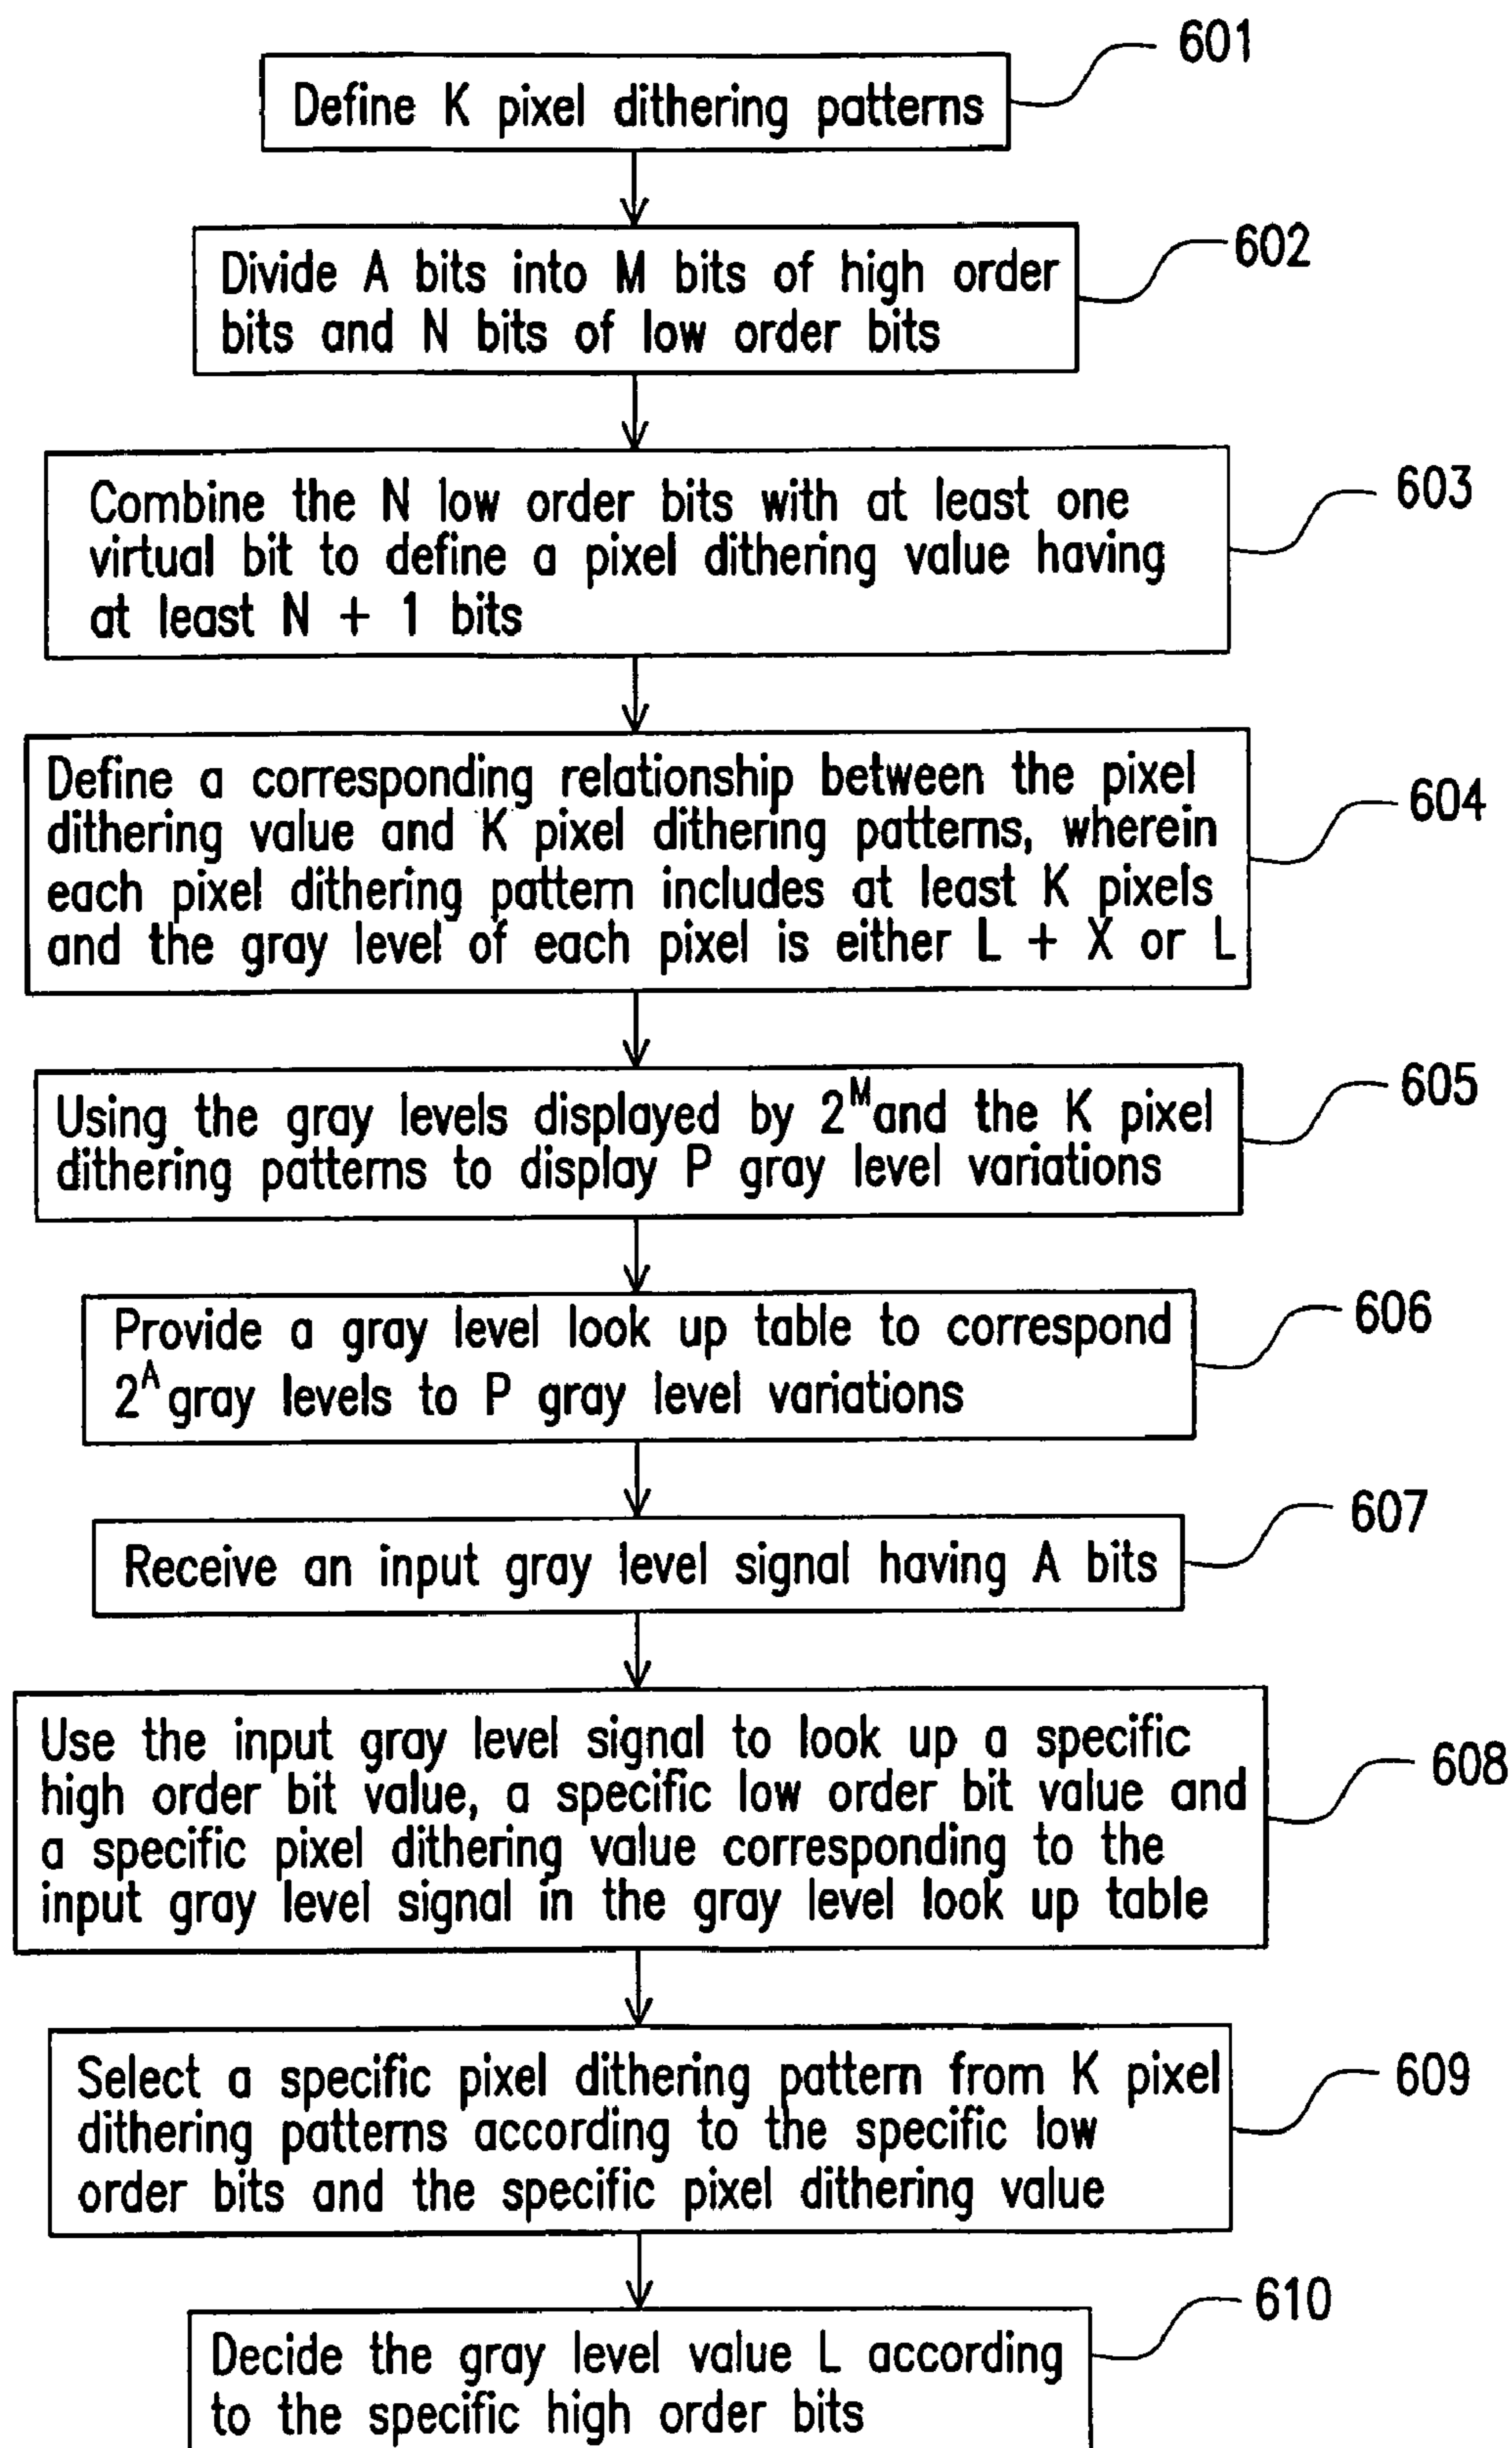 601
Define K pixel dithering patterns
602
Divide A bits into M bits of high order
bits and N bits of low order bits
603
Combine the N low order bits with at least one
virtual bit to define a pixel dithering value having
at least N + 1 bits
604
Define a corresponding relationship between the pixel
dithering value and K pixel dithering patterns, wherein
each pixel dithering pattern includes at least K pixels
and the gray level of each pixel is either L + X or L
605
Using the gray levels displayed by 2^M and the K pixel
dithering patterns to display P gray level variations
606
Provide a gray level look up table to correspond
2^A gray levels to P gray level variations
607
Receive an input gray level signal having A bits
608
Use the input gray level signal to look up a specific
high order bit value, a specific low order bit value and
a specific pixel dithering value corresponding to the
input gray level signal in the gray level look up table
609
Select a specific pixel dithering pattern from K pixel
dithering patterns according to the specific low
order bits and the specific pixel dithering value
610
Decide the gray level value L according
to the specific high order bits